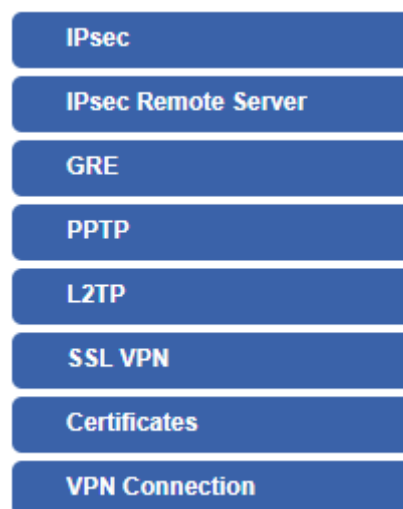 IPsec
IPsec Remote Server
GRE
PPTP
L2TP
SSL VPN
Certificates
VPN Connection